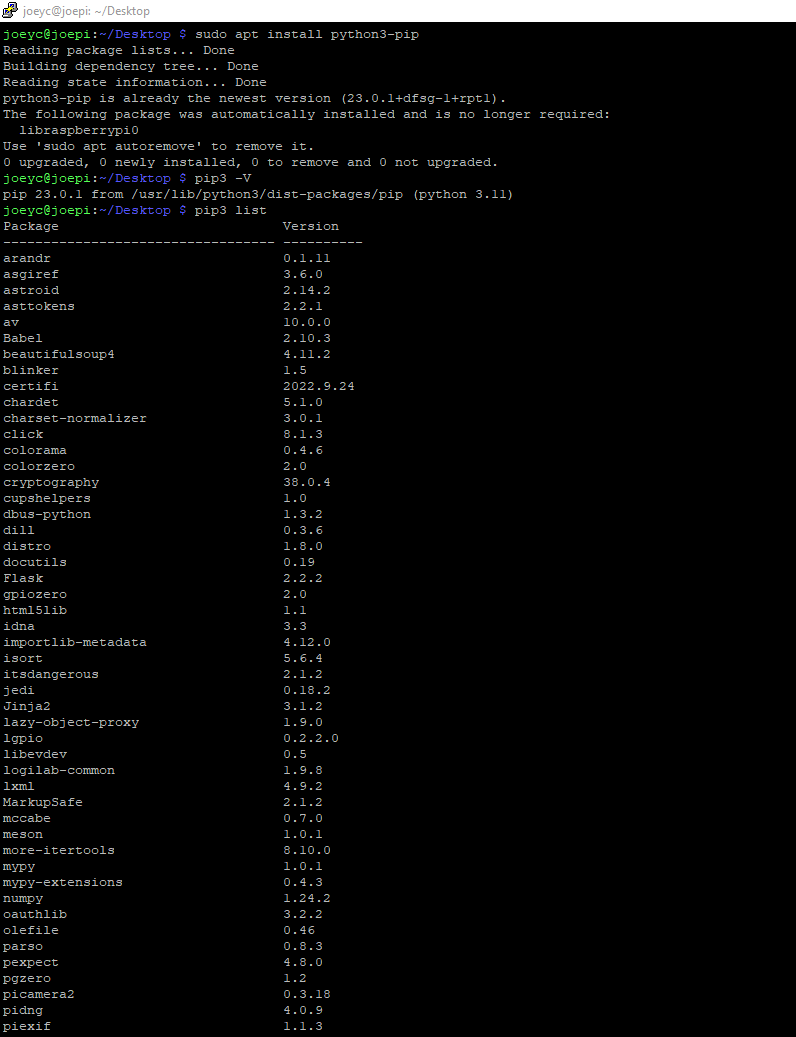 joeyc@joepi: ~/Desktop
joeyc@joepi:~/Desktop $ sudo apt install python3-pip
Reading package lists... Done
Building dependency tree... Done
Reading state information... Done
python3-pip is already the newest version (23.0.1+dfsg-1+rpt1).
The following package was automatically installed and is no longer required:
  libraspberrypi0
Use 'sudo apt autoremove' to remove it.
0 upgraded, 0 newly installed, 0 to remove and 0 not upgraded.
joeyc@joepi:~/Desktop $ pip3 -V
pip 23.0.1 from /usr/lib/python3/dist-packages/pip (python 3.11)
joeyc@joepi:~/Desktop $ pip3 list
Package                            Version
---------------------------------- ----------
arandr                             0.1.11
asgiref                            3.6.0
astroid                            2.14.2
asttokens                          2.2.1
av                                 10.0.0
Babel                              2.10.3
beautifulsoup4                     4.11.2
blinker                            1.5
certifi                            2022.9.24
chardet                            5.1.0
charset-normalizer                 3.0.1
click                              8.1.3
colorama                           0.4.6
colorzero                          2.0
cryptography                       38.0.4
cupshelpers                        1.0
dbus-python                        1.3.2
dill                               0.3.6
distro                             1.8.0
docutils                           0.19
Flask                              2.2.2
gpiozero                           2.0
html5lib                           1.1
idna                               3.3
importlib-metadata                 4.12.0
isort                              5.6.4
itsdangerous                       2.1.2
jedi                               0.18.2
Jinja2                             3.1.2
lazy-object-proxy                  1.9.0
lgpio                              0.2.2.0
libevdev                           0.5
logilab-common                     1.9.8
lxml                               4.9.2
MarkupSafe                         2.1.2
mccabe                             0.7.0
meson                              1.0.1
more-itertools                     8.10.0
mypy                               1.0.1
mypy-extensions                    0.4.3
numpy                              1.24.2
oauthlib                           3.2.2
olefile                            0.46
parso                              0.8.3
pexpect                            4.8.0
pgzero                             1.2
picamera2                          0.3.18
pidng                              4.0.9
piexif                             1.1.3